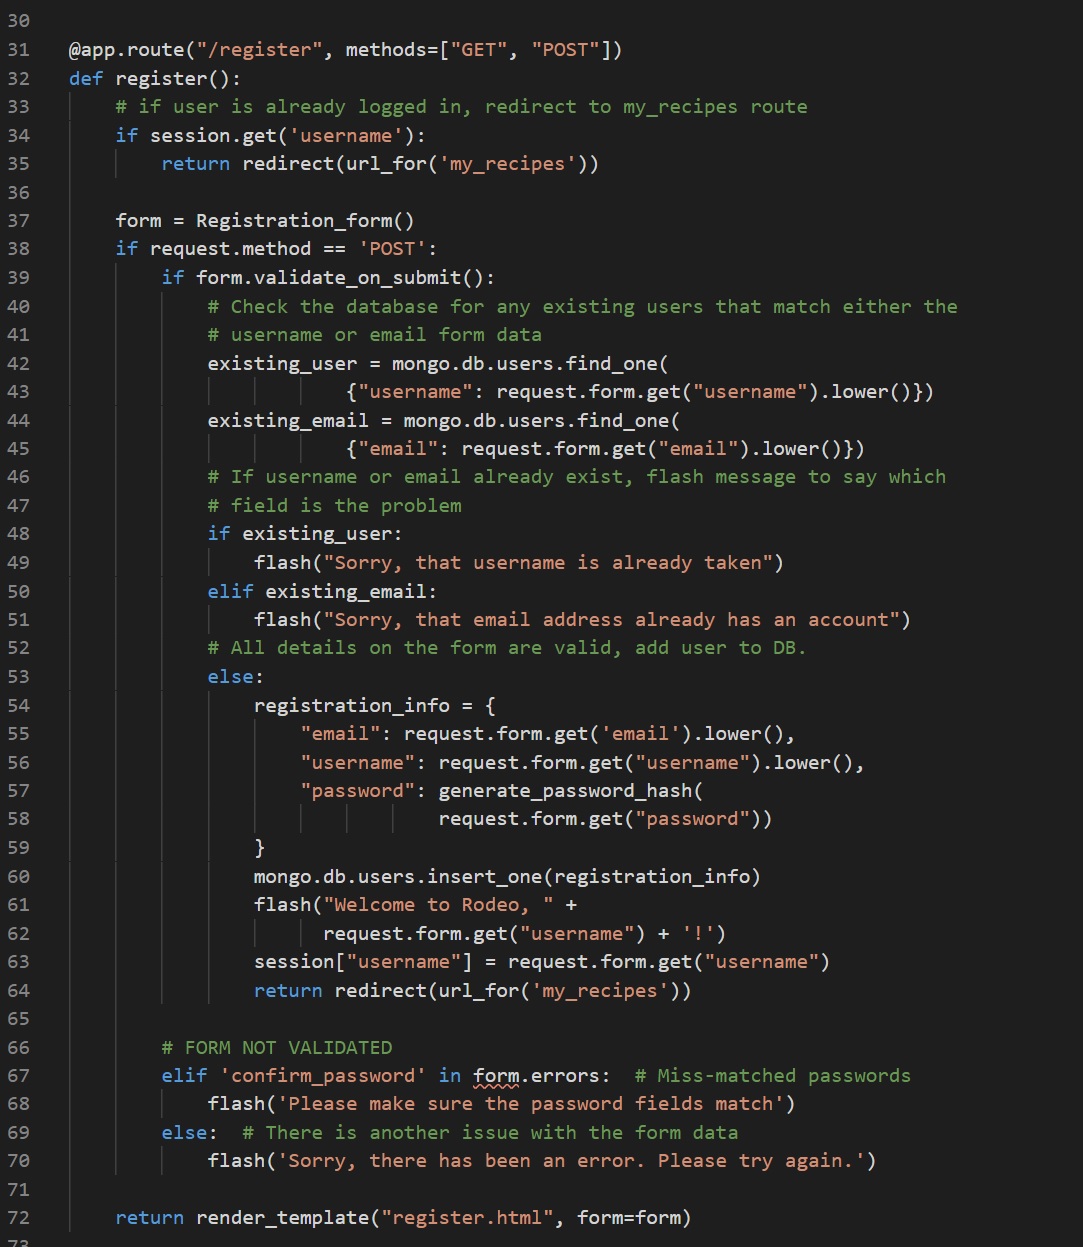 30
31 @app.route("/register", methods=["GET", "POST"])
32 def register():
33     # if user is already logged in, redirect to my_recipes route
34     if session.get('username'):
35         return redirect(url_for('my_recipes'))
36
37     form = Registration_form()
38     if request.method == 'POST':
39         if form.validate_on_submit():
40             # Check the database for any existing users that match either the
41             # username or email form data
42             existing_user = mongo.db.users.find_one(
43                         {"username": request.form.get("username").lower()})
44             existing_email = mongo.db.users.find_one(
45                         {"email": request.form.get("email").lower()})
46             # If username or email already exist, flash message to say which
47             # field is the problem
48             if existing_user:
49                 flash("Sorry, that username is already taken")
50             elif existing_email:
51                 flash("Sorry, that email address already has an account")
52             # All details on the form are valid, add user to DB.
53             else:
54                 registration_info = {
55                     "email": request.form.get('email').lower(),
56                     "username": request.form.get("username").lower(),
57                     "password": generate_password_hash(
58                                 request.form.get("password"))
59                 }
60                 mongo.db.users.insert_one(registration_info)
61                 flash("Welcome to Rodeo, " +
62                       request.form.get("username") + '!')
63                 session["username"] = request.form.get("username")
64                 return redirect(url_for('my_recipes'))
65
66         # FORM NOT VALIDATED
67         elif 'confirm_password' in form.errors:  # Miss-matched passwords
68             flash('Please make sure the password fields match')
69         else:  # There is another issue with the form data
70             flash('Sorry, there has been an error. Please try again.')
71
72     return render_template("register.html", form=form)
73